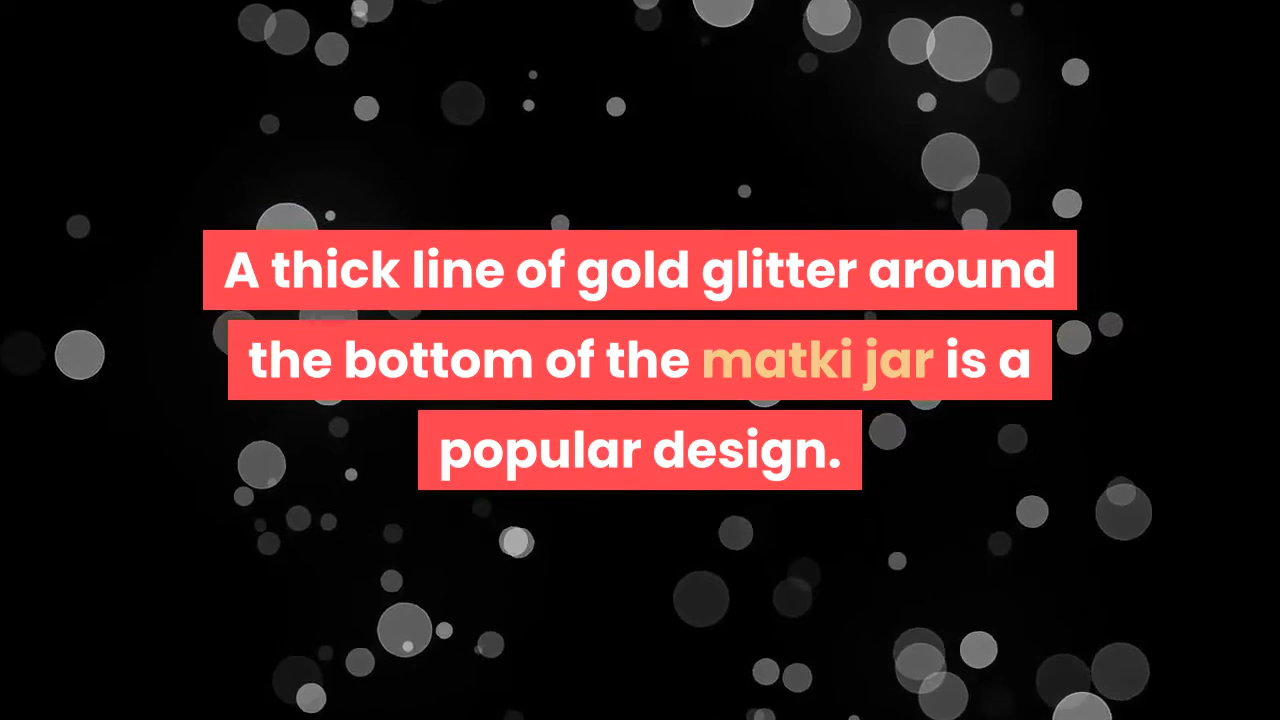 A thick line of gold glitter around
the bottom of the matki jar is a
popular design.